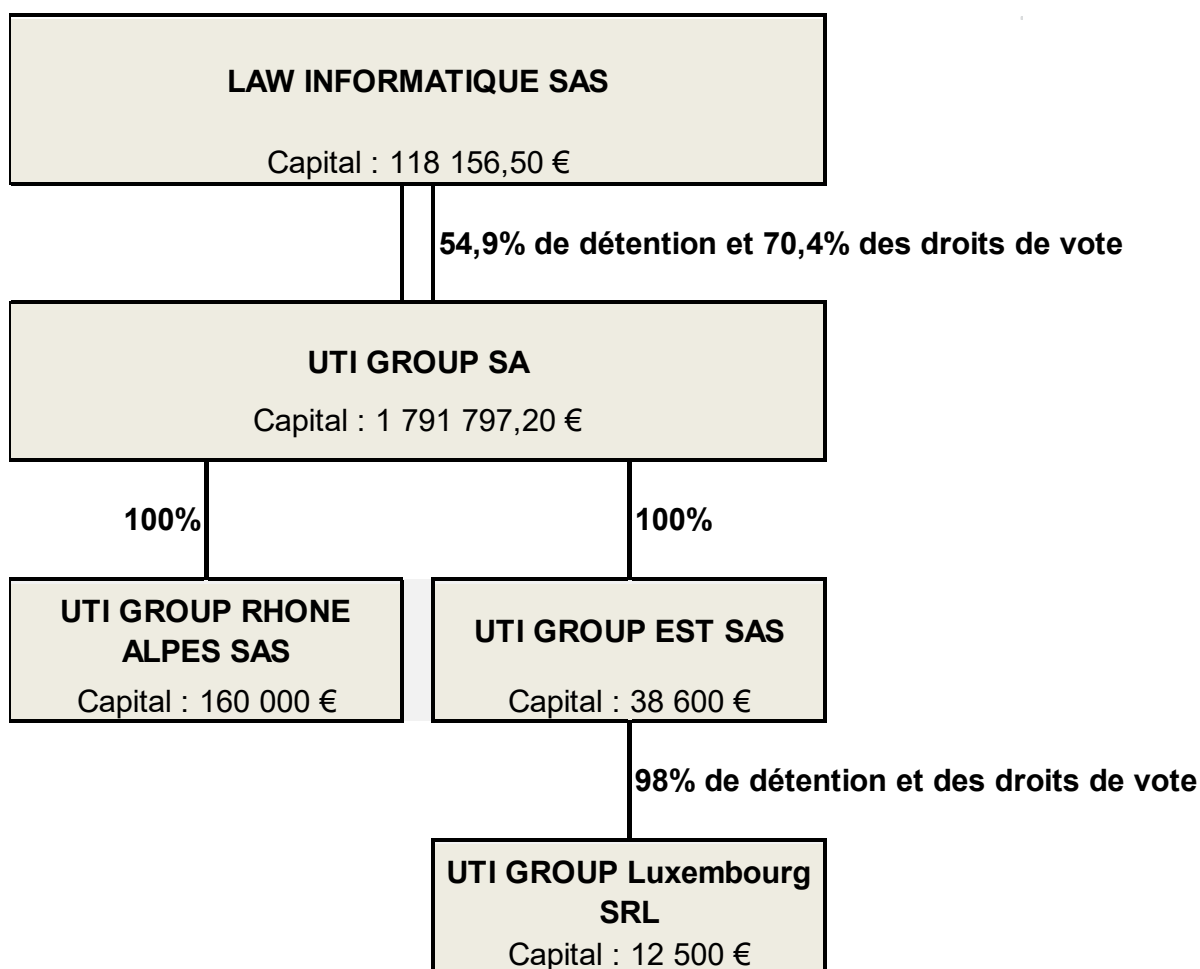 LAW INFORMATIQUE SAS
Capital : 118 156,50 €
54,9% de détention et 70,4% des droits de vote
UTI GROUP SA
Capital : 1 791 797,20 €
100%
100%
UTI GROUP RHONE
ALPES SAS
Capital : 160 000 €
UTI GROUP EST SAS
Capital : 38 600 €
98% de détention et des droits de vote
UTI GROUP Luxembourg
SRL
Capital : 12 500 €